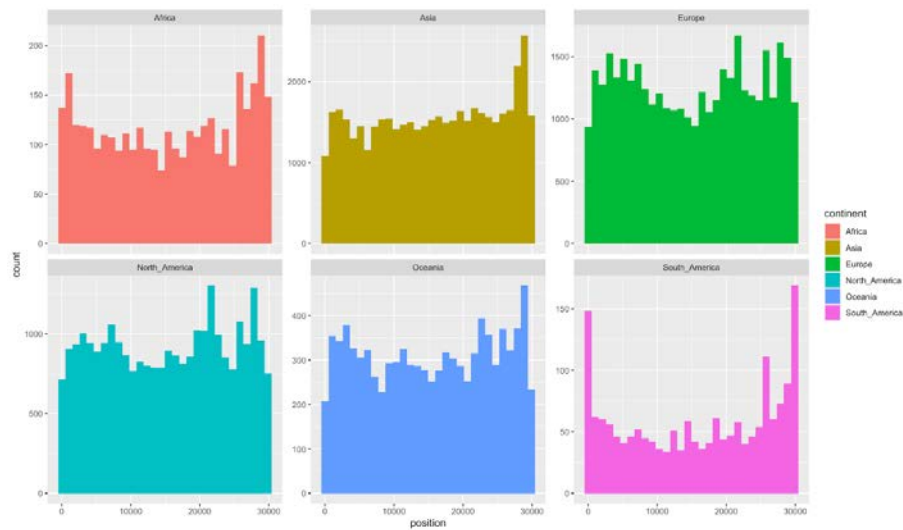 Africa
Asia
Europe
200
150
100
50
0
2000
1000
0
1500
1000
500
0
count
continent
Africa
Asia
Europe
North_America
Oceania
South_America
North_America
Oceania
South_America
1000
500
0
400
300
200
100
0
150
100
50
0
0 10000 20000 30000
0 10000 20000 30000
0 10000 20000 30000
position